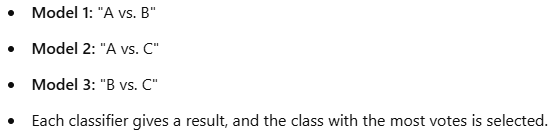 • Model 1: "A vs. B"
• Model 2: "A vs. C"
• Model 3: "B vs. C"
• Each classifier gives a result, and the class with the most votes is selected.